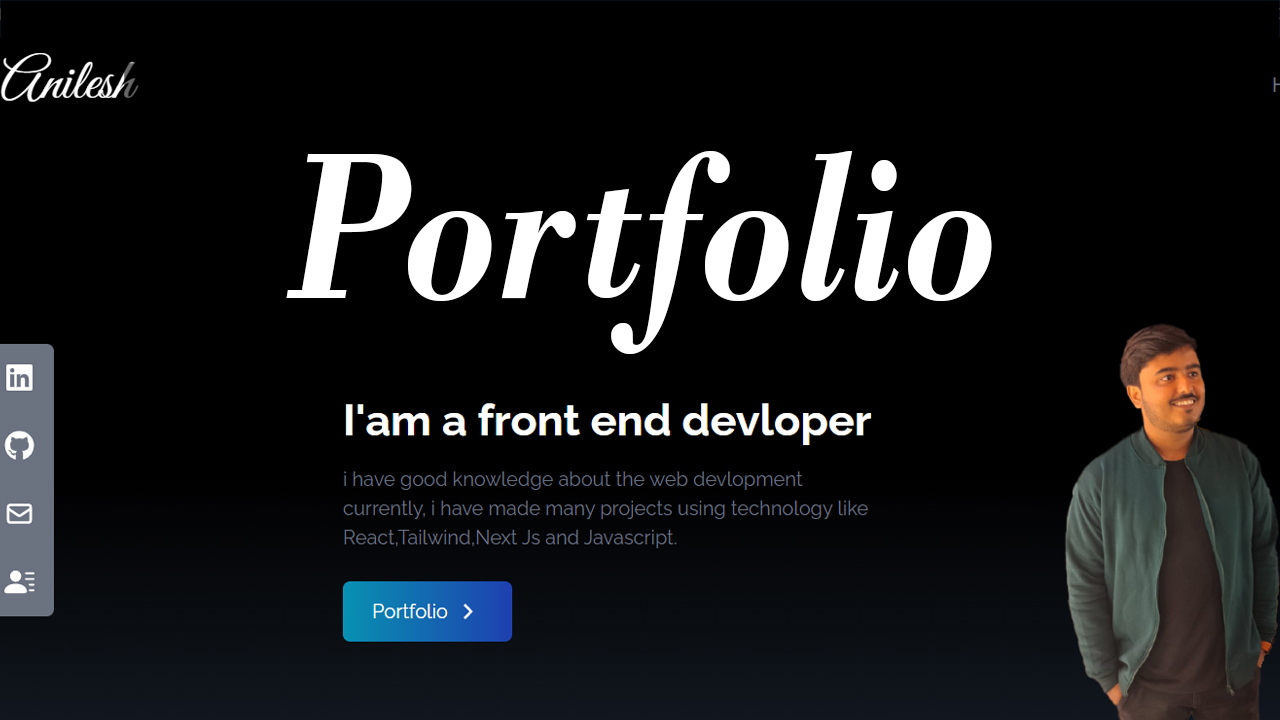 Anilesh
H
Portfolio
I'am a front end devloper
i have good knowledge about the web devlopment
currently, i have made many projects using technology like
React,Tailwind,Next Js and Javascript.
Portfolio